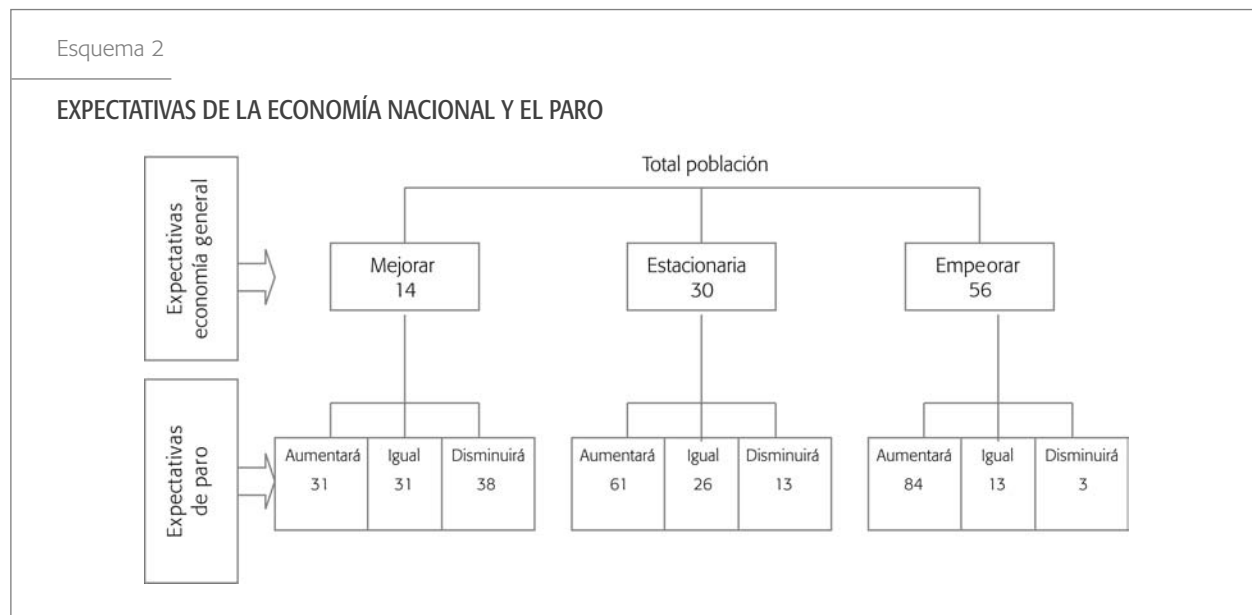 Esquema 2
EXPECTATIVAS DE LA ECONOMÍA NACIONAL Y EL PARO
Total población
Expectativas
economía general
Mejorar
14
Estacionaria
30
Empeorar
56
Expectativas
de paro
Aumentará Igual Disminuirá
31 31 38
Aumentará Igual Disminuirá
61 26 13
Aumentará Igual Disminuirá
84 13 3